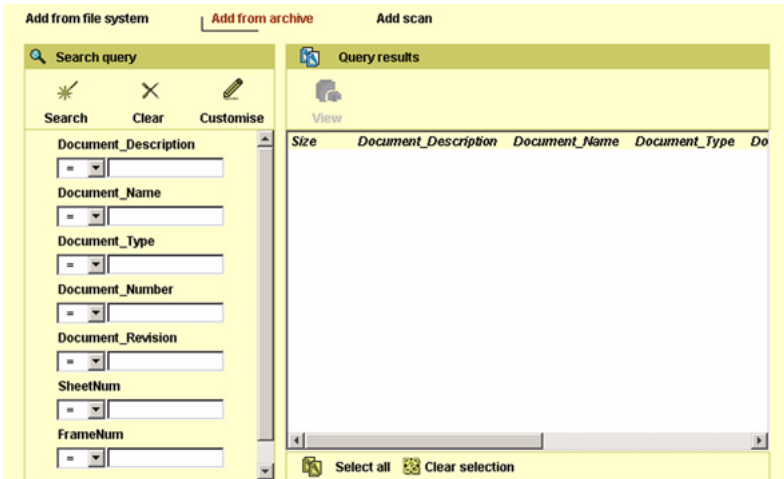 Add from file system Add from archive Add scan
Search query
Search Clear Customise
Document_Description
=
Document_Name
=
Document_Type
=
Document_Number
=
Document_Revision
=
SheetNum
=
FrameNum
=
Query results
View
Size Document_Description Document_Name Document_Type Do
Select all Clear selection